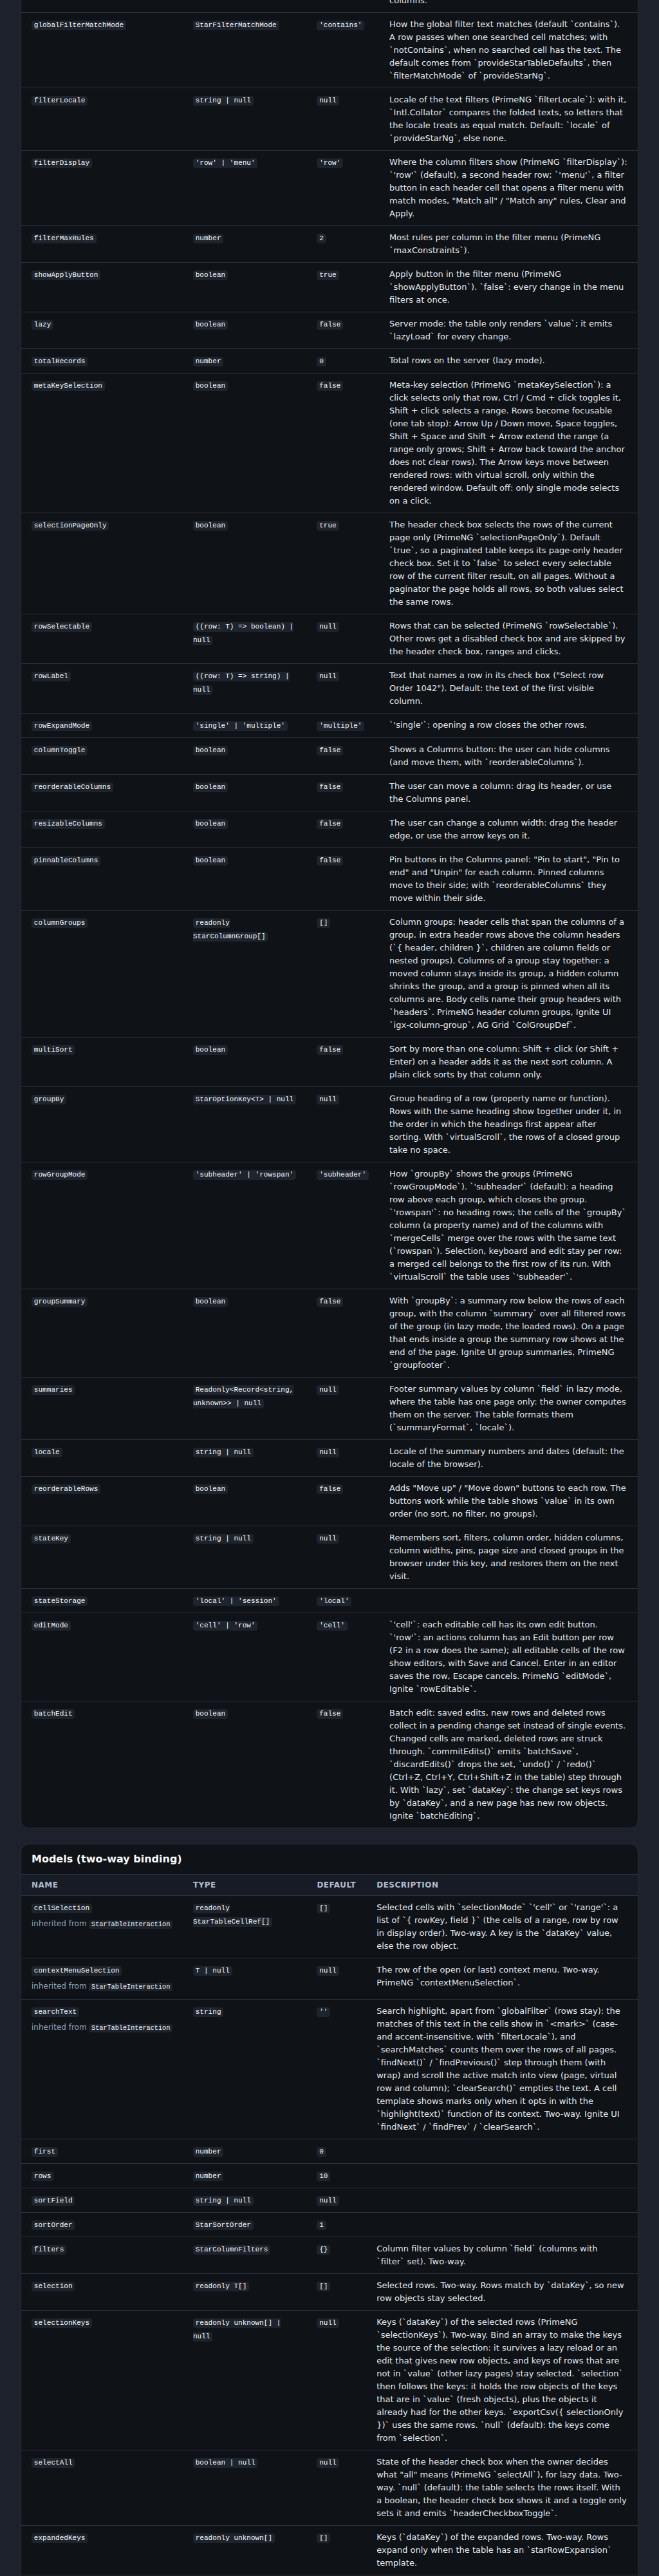 columns.
globalFilterMatchMode StarFilterMatchMode 'contains' How the global filter text matches (default `contains`).
A row passes when one searched cell matches; with
`notContains`, when no searched cell has the text. The
default comes from `provideStarTableDefaults`, then
`filterMatchMode` of `provideStarNg`.
filterLocale string | null null Locale of the text filters (PrimeNG `filterLocale`): with it,
`Intl.Collator` compares the folded texts, so letters that
the locale treats as equal match. Default: `locale` of
`provideStarNg`, else none.
filterDisplay 'row' | 'menu' 'row' Where the column filters show (PrimeNG `filterDisplay`):
`'row'` (default), a second header row; `'menu'`, a filter
button in each header cell that opens a filter menu with
match modes, "Match all" / "Match any" rules, Clear and
Apply.
filterMaxRules number 2 Most rules per column in the filter menu (PrimeNG
`maxConstraints`).
showApplyButton boolean true Apply button in the filter menu (PrimeNG
`showApplyButton`). `false`: every change in the menu
filters at once.
lazy boolean false Server mode: the table only renders `value`; it emits
`lazyLoad` for every change.
totalRecords number 0 Total rows on the server (lazy mode).
metaKeySelection boolean false Meta-key selection (PrimeNG `metaKeySelection`): a
click selects only that row, Ctrl / Cmd + click toggles it,
Shift + click selects a range. Rows become focusable
(one tab stop): Arrow Up / Down move, Space toggles,
Shift + Space and Shift + Arrow extend the range (a
range only grows; Shift + Arrow back toward the anchor
does not clear rows). The Arrow keys move between
rendered rows: with virtual scroll, only within the
rendered window. Default off: only single mode selects
on a click.
selectionPageOnly boolean true The header check box selects the rows of the current
page only (PrimeNG `selectionPageOnly`). Default
`true`, so a paginated table keeps its page-only header
check box. Set it to `false` to select every selectable
row of the current filter result, on all pages. Without a
paginator the page holds all rows, so both values select
the same rows.
rowSelectable ((row: T) => boolean) | null Rows that can be selected (PrimeNG `rowSelectable`).
null Other rows get a disabled check box and are skipped by
the header check box, ranges and clicks.
rowLabel ((row: T) => string) | null Text that names a row in its check box ("Select row
null Order 1042"). Default: the text of the first visible
column.
rowExpandMode 'single' | 'multiple' 'multiple' `'single'`: opening a row closes the other rows.
columnToggle boolean false Shows a Columns button: the user can hide columns
(and move them, with `reorderableColumns`).
reorderableColumns boolean false The user can move a column: drag its header, or use
the Columns panel.
resizableColumns boolean false The user can change a column width: drag the header
edge, or use the arrow keys on it.
pinnableColumns boolean false Pin buttons in the Columns panel: "Pin to start", "Pin to
end" and "Unpin" for each column. Pinned columns
move to their side; with `reorderableColumns` they
move within their side.
columnGroups readonly [] Column groups: header cells that span the columns of a
StarColumnGroup[] group, in extra header rows above the column headers
(`{ header, children }`, children are column fields or
nested groups). Columns of a group stay together: a
moved column stays inside its group, a hidden column
shrinks the group, and a group is pinned when all its
columns are. Body cells name their group headers with
`headers`. PrimeNG header column groups, Ignite UI
`igx-column-group`, AG Grid `ColGroupDef`.
multiSort boolean false Sort by more than one column: Shift + click (or Shift +
Enter) on a header adds it as the next sort column. A
plain click sorts by that column only.
groupBy StarOptionKey<T> | null null Group heading of a row (property name or function).
Rows with the same heading show together under it, in
the order in which the headings first appear after
sorting. With `virtualScroll`, the rows of a closed group
take no space.
rowGroupMode 'subheader' | 'rowspan' 'subheader' How `groupBy` shows the groups (PrimeNG
`rowGroupMode`). `'subheader'` (default): a heading
row above each group, which closes the group.
`'rowspan'`: no heading rows; the cells of the `groupBy`
column (a property name) and of the columns with
`mergeCells` merge over the rows with the same text
(`rowspan`). Selection, keyboard and edit stay per row:
a merged cell belongs to the first row of its run. With
`virtualScroll` the table uses `'subheader'`.
groupSummary boolean false With `groupBy`: a summary row below the rows of each
group, with the column `summary` over all filtered rows
of the group (in lazy mode, the loaded rows). On a page
that ends inside a group the summary row shows at the
end of the page. Ignite UI group summaries, PrimeNG
`groupfooter`.
summaries Readonly<Record<string, null Footer summary values by column `field` in lazy mode,
unknown>> | null where the table has one page only: the owner computes
them on the server. The table formats them
(`summaryFormat`, `locale`).
locale string | null null Locale of the summary numbers and dates (default: the
locale of the browser).
reorderableRows boolean false Adds "Move up" / "Move down" buttons to each row. The
buttons work while the table shows `value` in its own
order (no sort, no filter, no groups).
stateKey string | null null Remembers sort, filters, column order, hidden columns,
column widths, pins, page size and closed groups in the
browser under this key, and restores them on the next
visit.
stateStorage 'local' | 'session' 'local'
editMode 'cell' | 'row' 'cell' `'cell'`: each editable cell has its own edit button.
`'row'`: an actions column has an Edit button per row
(F2 in a row does the same); all editable cells of the row
show editors, with Save and Cancel. Enter in an editor
saves the row, Escape cancels. PrimeNG `editMode`,
Ignite `rowEditable`.
batchEdit boolean false Batch edit: saved edits, new rows and deleted rows
collect in a pending change set instead of single events.
Changed cells are marked, deleted rows are struck
through. `commitEdits()` emits `batchSave`,
`discardEdits()` drops the set, `undo()` / `redo()`
(Ctrl+Z, Ctrl+Y, Ctrl+Shift+Z in the table) step through
it. With `lazy`, set `dataKey`: the change set keys rows
by `dataKey`, and a new page has new row objects.
Ignite `batchEditing`.
Models (two-way binding)
NAME TYPE DEFAULT DESCRIPTION
cellSelection readonly [] Selected cells with `selectionMode` `'cell'` or `'range'`: a
inherited from StarTableInteraction StarTableCellRef[] list of `{ rowKey, field }` (the cells of a range, row by row
in display order). Two-way. A key is the `dataKey` value,
else the row object.
contextMenuSelection T | null null The row of the open (or last) context menu. Two-way.
inherited from StarTableInteraction PrimeNG `contextMenuSelection`.
searchText string '' Search highlight, apart from `globalFilter` (rows stay): the
inherited from StarTableInteraction matches of this text in the cells show in `<mark>` (case-
and accent-insensitive, with `filterLocale`), and
`searchMatches` counts them over the rows of all pages.
`findNext()` / `findPrevious()` step through them (with
wrap) and scroll the active match into view (page, virtual
row and column); `clearSearch()` empties the text. A cell
template shows marks only when it opts in with the
`highlight(text)` function of its context. Two-way. Ignite UI
`findNext` / `findPrev` / `clearSearch`.
first number 0
rows number 10
sortField string | null null
sortOrder StarSortOrder 1
filters StarColumnFilters {} Column filter values by column `field` (columns with
`filter` set). Two-way.
selection readonly T[] [] Selected rows. Two-way. Rows match by `dataKey`, so new
row objects stay selected.
selectionKeys readonly unknown[] | null Keys (`dataKey`) of the selected rows (PrimeNG
null `selectionKeys`). Two-way. Bind an array to make the keys
the source of the selection: it survives a lazy reload or an
edit that gives new row objects, and keys of rows that are
not in `value` (other lazy pages) stay selected. `selection`
then follows the keys: it holds the row objects of the keys
that are in `value` (fresh objects), plus the objects it
already had for the other keys. `exportCsv({ selectionOnly
})` uses the same rows. `null` (default): the keys come
from `selection`.
selectAll boolean | null null State of the header check box when the owner decides
what "all" means (PrimeNG `selectAll`), for lazy data. Two-
way. `null` (default): the table selects the rows itself. With
a boolean, the header check box shows it and a toggle only
sets it and emits `headerCheckboxToggle`.
expandedKeys readonly unknown[] [] Keys (`dataKey`) of the expanded rows. Two-way. Rows
expand only when the table has an `starRowExpansion`
template.